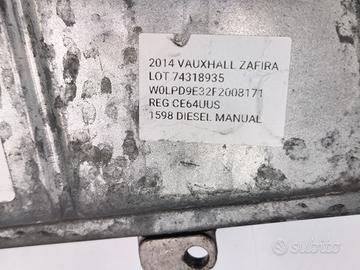 2014 VAUXHALL ZAFIRA
LOT 74318935
W0LPD9E32F2008171
REG CE64UUS
1598 DIESEL MANUAL
subito